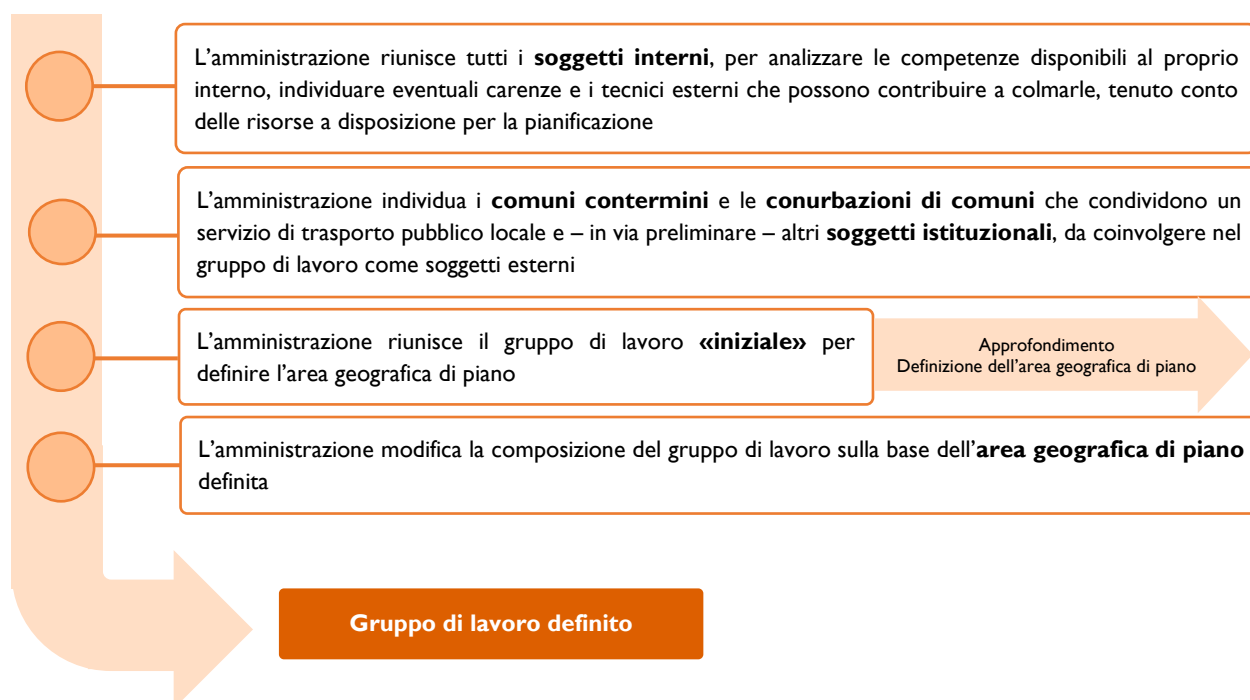 L’amministrazione riunisce tutti i soggetti interni, per analizzare le competenze disponibili al proprio
interno, individuare eventuali carenze e i tecnici esterni che possono contribuire a colmarle, tenuto conto
delle risorse a disposizione per la pianificazione
L’amministrazione individua i comuni contermini e le conurbazioni di comuni che condividono un
servizio di trasporto pubblico locale e – in via preliminare – altri soggetti istituzionali, da coinvolgere nel
gruppo di lavoro come soggetti esterni
L’amministrazione riunisce il gruppo di lavoro «iniziale» per
definire l’area geografica di piano
Approfondimento
Definizione dell’area geografica di piano
L’amministrazione modifica la composizione del gruppo di lavoro sulla base dell’area geografica di piano
definita
Gruppo di lavoro definito